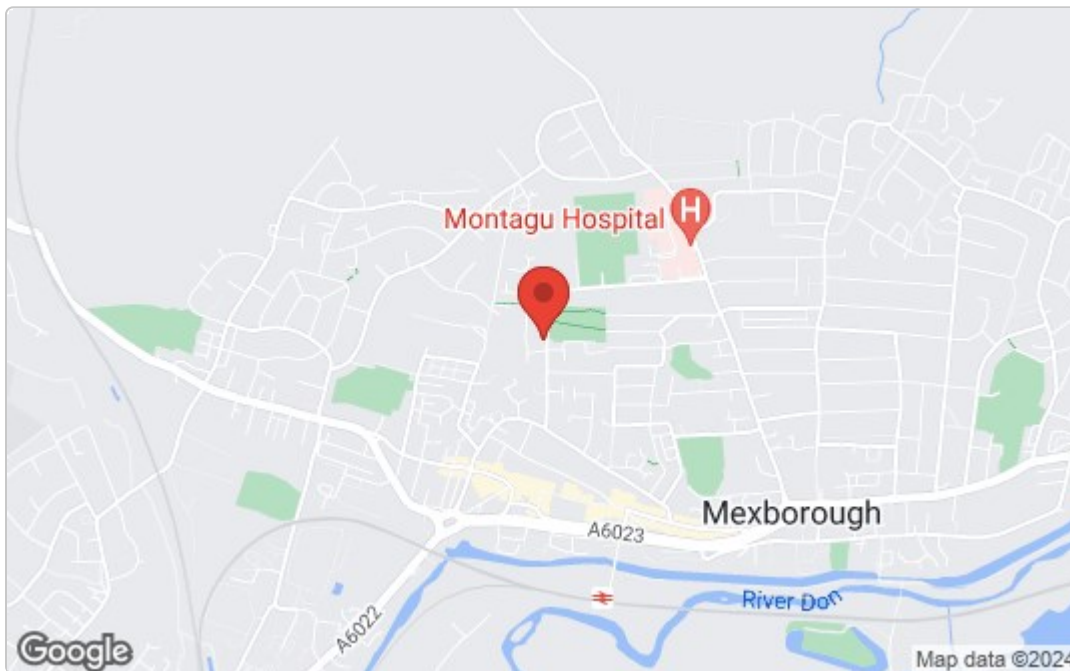 Montagu Hospital
H
Mexborough
A6023
River Don
A6022
Google
Map data ©2024